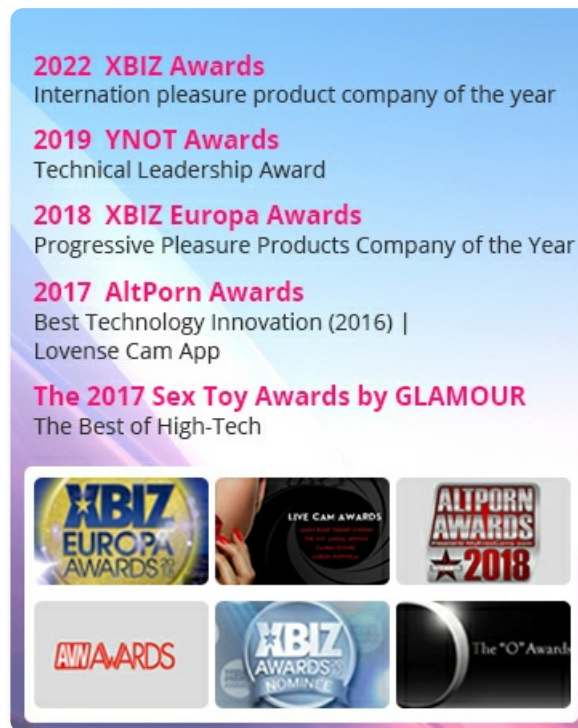 2022 XBIZ Awards
Internation pleasure product company of the year
2019 YNOT Awards
Technical Leadership Award
2018 XBIZ Europa Awards
Progressive Pleasure Products Company of the Year
2017 AltPorn Awards
Best Technology Innovation (2016) |
Lovense Cam App
The 2017 Sex Toy Awards by GLAMOUR
The Best of High-Tech
XBIZ
EUROPA
AWARDS
LIVE CAM AWARDS
ALTPORN
AWARDS
2018
AVN AWARDS
XBIZ
AWARDS
NOMINEE
The "O" Awards